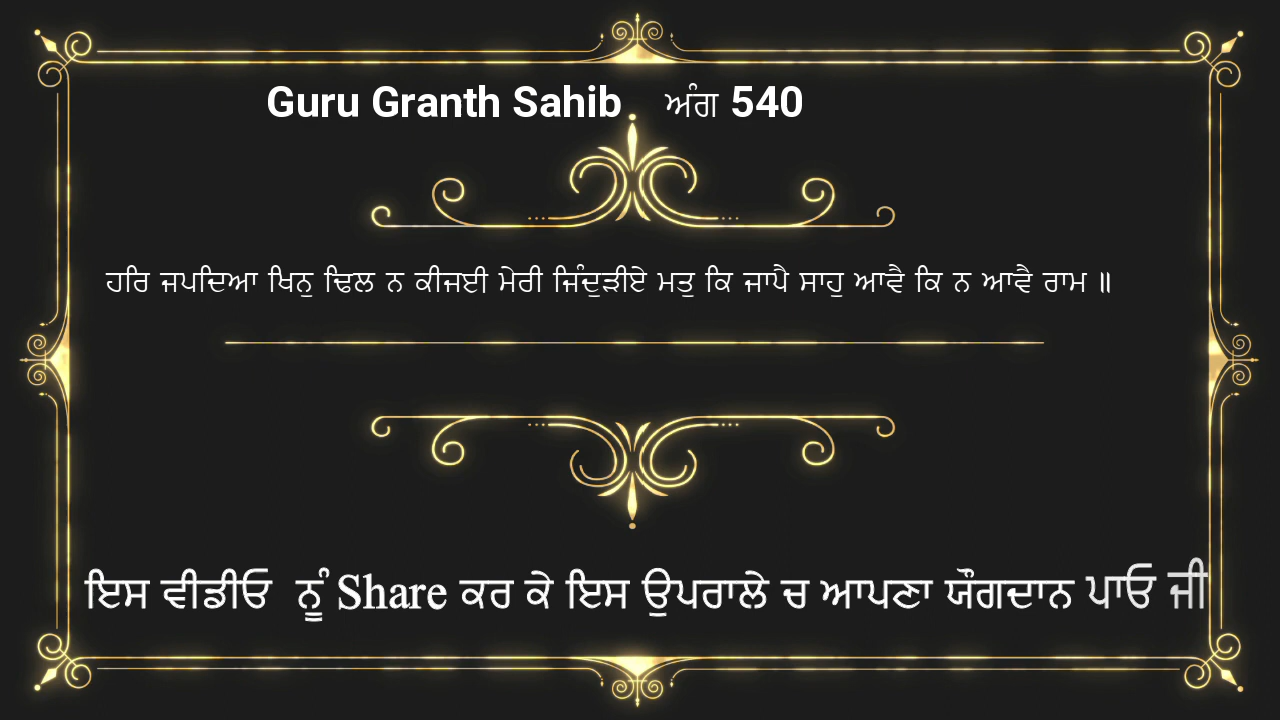 Guru Granth Sahib ਅੰਗ 540
ਹਰਿ ਜਪਦਿਆ ਖਿਨੁ ਢਿਲ ਨ ਕੀਜਈ ਮੇਰੀ ਜਿੰਦੁੜੀਏ ਮਤੁ ਕਿ ਜਾਪੈ ਸਾਹੁ ਆਵੈ ਕਿ ਨ ਆਵੈ ਰਾਮ ॥
ਇਸ ਵੀਡੀਓ ਨੂੰ Share ਕਰ ਕੇ ਇਸ ਉਪਰਾਲੇ ਚ ਆਪਣਾ ਯੌਗਦਾਨ ਪਾਓ ਜੀ